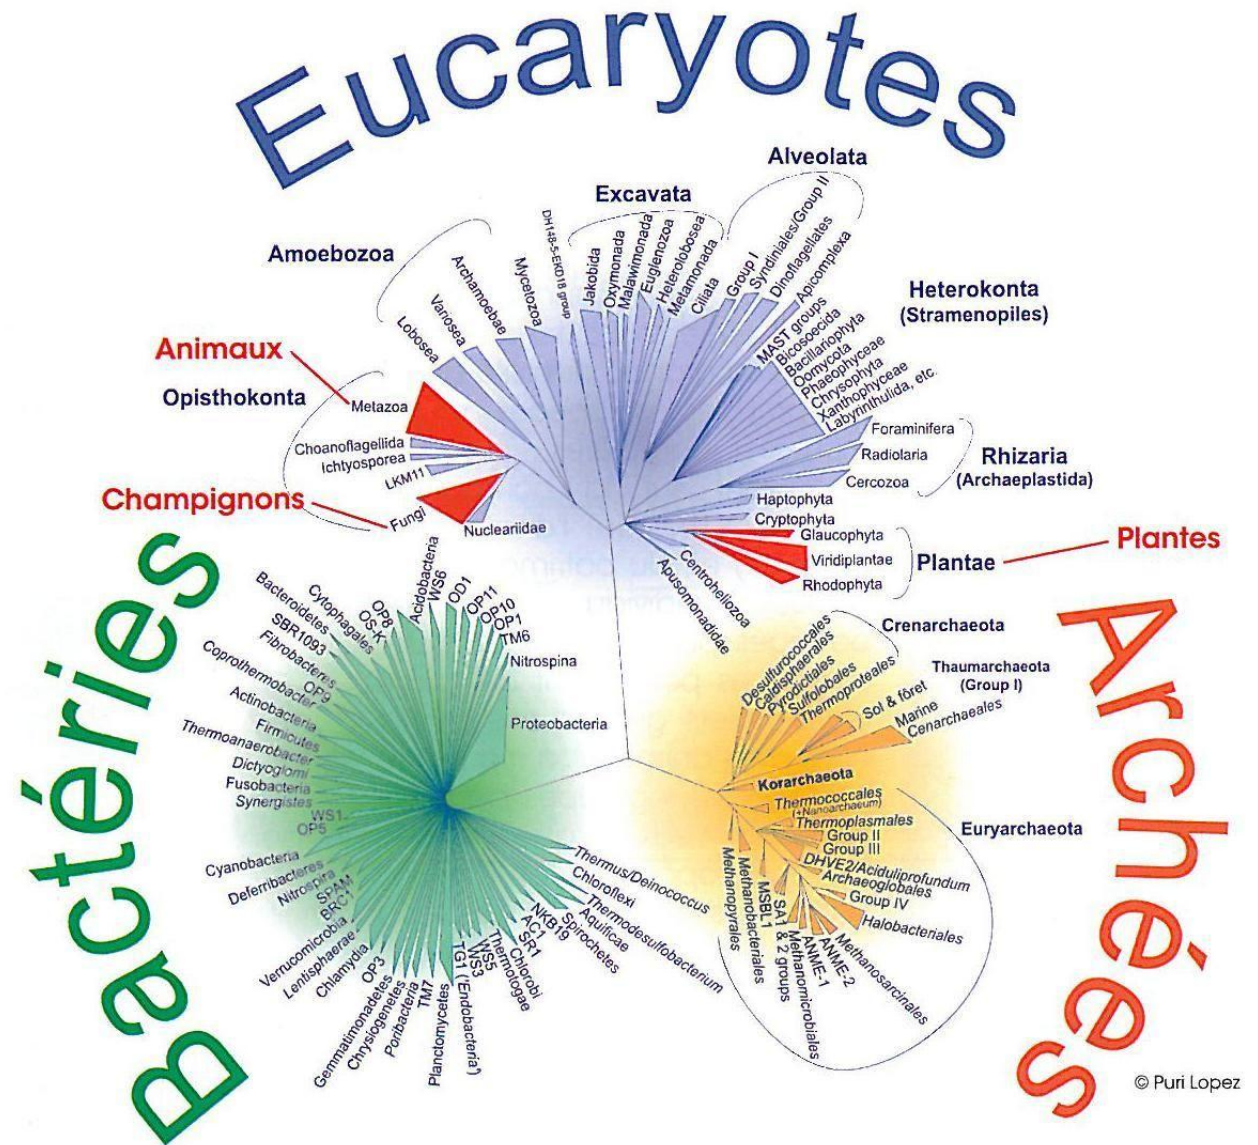 Eucaryotes
Alveolata
Excavata
Amoebozoa
Heterokonta
(Stramenopiles)
Animaux
Opisthokonta
Rhizaria
(Archaeplastida)
Champignons
Plantae
Plantes
Metazoa
Choanoflagellida
Ichtyosporea
LKM11
Fungi
Nucleariidae
Lobosea
Variosea
Archamoebae
Mycetozoa
DH148-5-EKD18 group
Jakobida
Oxymonada
Malawimonada
Euglenozoa
Heterolobosea
Metamonada
Ciliata
Group I
Syndiniales/Group II
Dinoflagellates
Apicomplexa
MAST groups
Bicosoecida
Bacillariophyta
Oomycota
Phaeophyceae
Chrysophyta
Xanthophyceae
Labyrinthulida, etc.
Foraminifera
Radiolaria
Cercozoa
Haptophyta
Cryptophyta
Glaucophyta
Viridiplantae
Rhodophyta
Centroheliozoa
Apusomonadidae
Bactéries
Proteobacteria
Nitrospina
TM6
OP1
OP10
OP11
OD1
WS6
Acidobacteria
OP8
OS-K
Cytophagales
Bacteroidetes
SBR1093
Fibrobacteres
OP9
Coprothermobacter
Actinobacteria
Firmicutes
Thermoanaerobacter
Dictyoglomi
Fusobacteria
Synergistes
WS1
OP5
Cyanobacteria
Deferribacteres
Nitrospira
SPAM
BRC1
Verrucomicrobia
Lentisphaerae
Chlamydia
OP3
Gemmatimonadetes
Chrysiogenetes
Poribacteria
TM7
Planctomycetes
TG1 ('Endobacteria')
WS3
WS5
Thermotogae
Chlorobi
SR1
AC1
NKB19
Spirochetes
Aquificae
Thermodesulfobacterium
Chloroflexi
Thermus/Deinococcus
Archées
Crenarchaeota
Thaumarchaeota
(Group I)
Desulfurococcales
Caldisphaerales
Pyrodictiales
Sulfolobales
Thermoproteales
Sol & fôret
Marine
Cenarchaeales
Korarchaeota
Euryarchaeota
Thermococcales
(+Nanoarchaeum)
Thermoplasmales
Group II
Group III
DHVE2/Aciduliprofundum
Archaeoglobales
Group IV
Halobacteriales
Methanosarcinales
ANME-2
ANME-1
Methanomicrobiales
SA1 & 2 groups
MSBL1
Methanobacteriales
Methanopyrales
© Puri Lopez